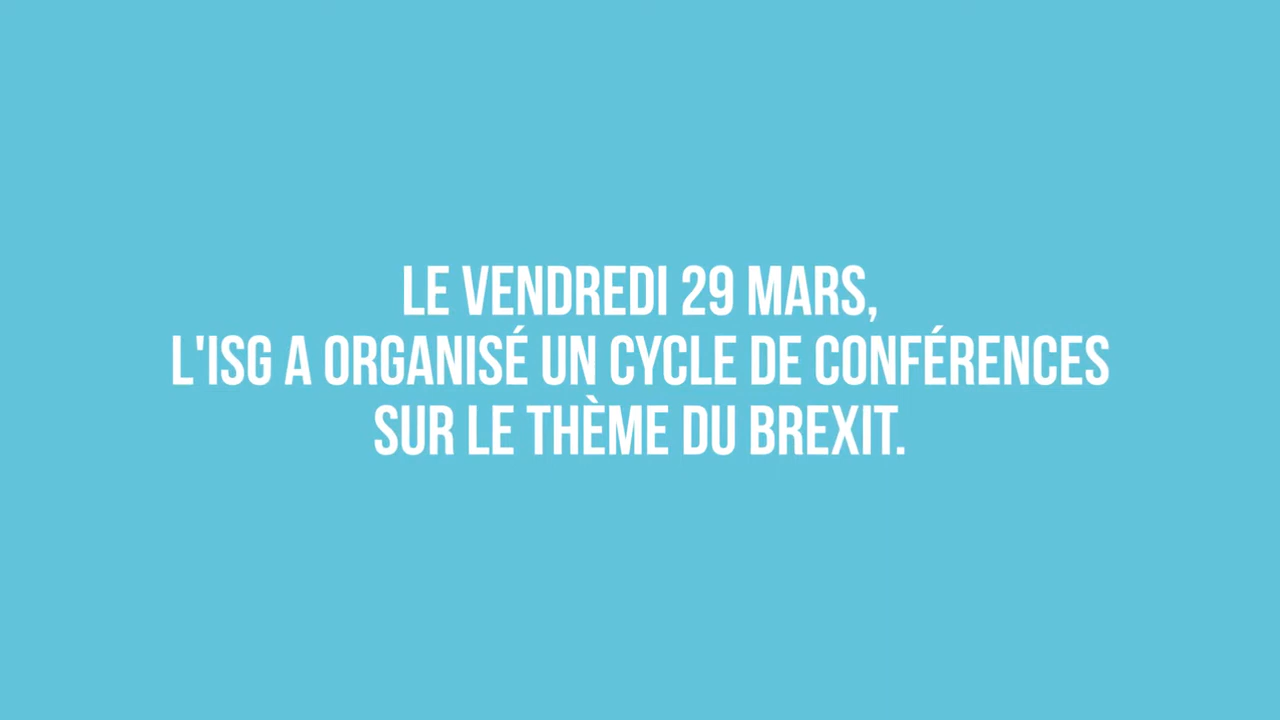 LE VENDREDI 29 MARS,
L'ISG A ORGANISÉ UN CYCLE DE CONFÉRENCES
SUR LE THÈME DU BREXIT.